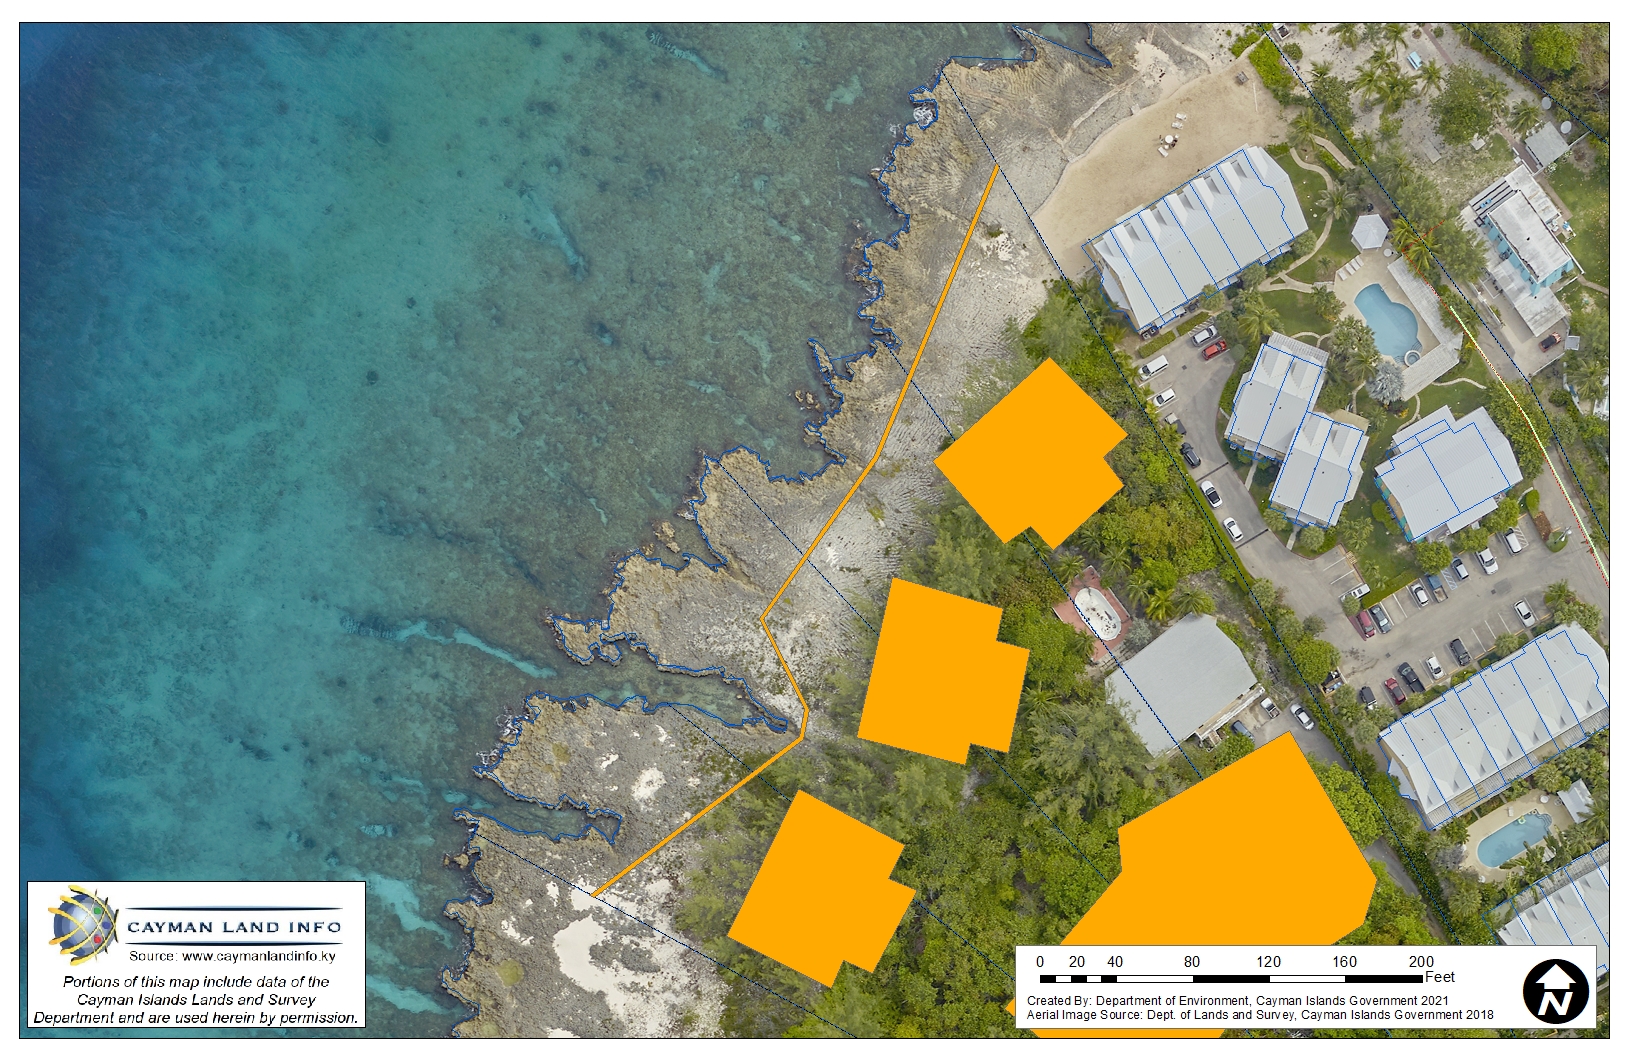 CAYMAN LAND INFO
Source: www.caymanlandinfo.ky
Portions of this map include data of the
Cayman Islands Lands and Survey
Department and are used herein by permission.
0 20 40 80 120 160 200
Feet
Created By: Department of Environment, Cayman Islands Government 2021
Aerial Image Source: Dept. of Lands and Survey, Cayman Islands Government 2018
N